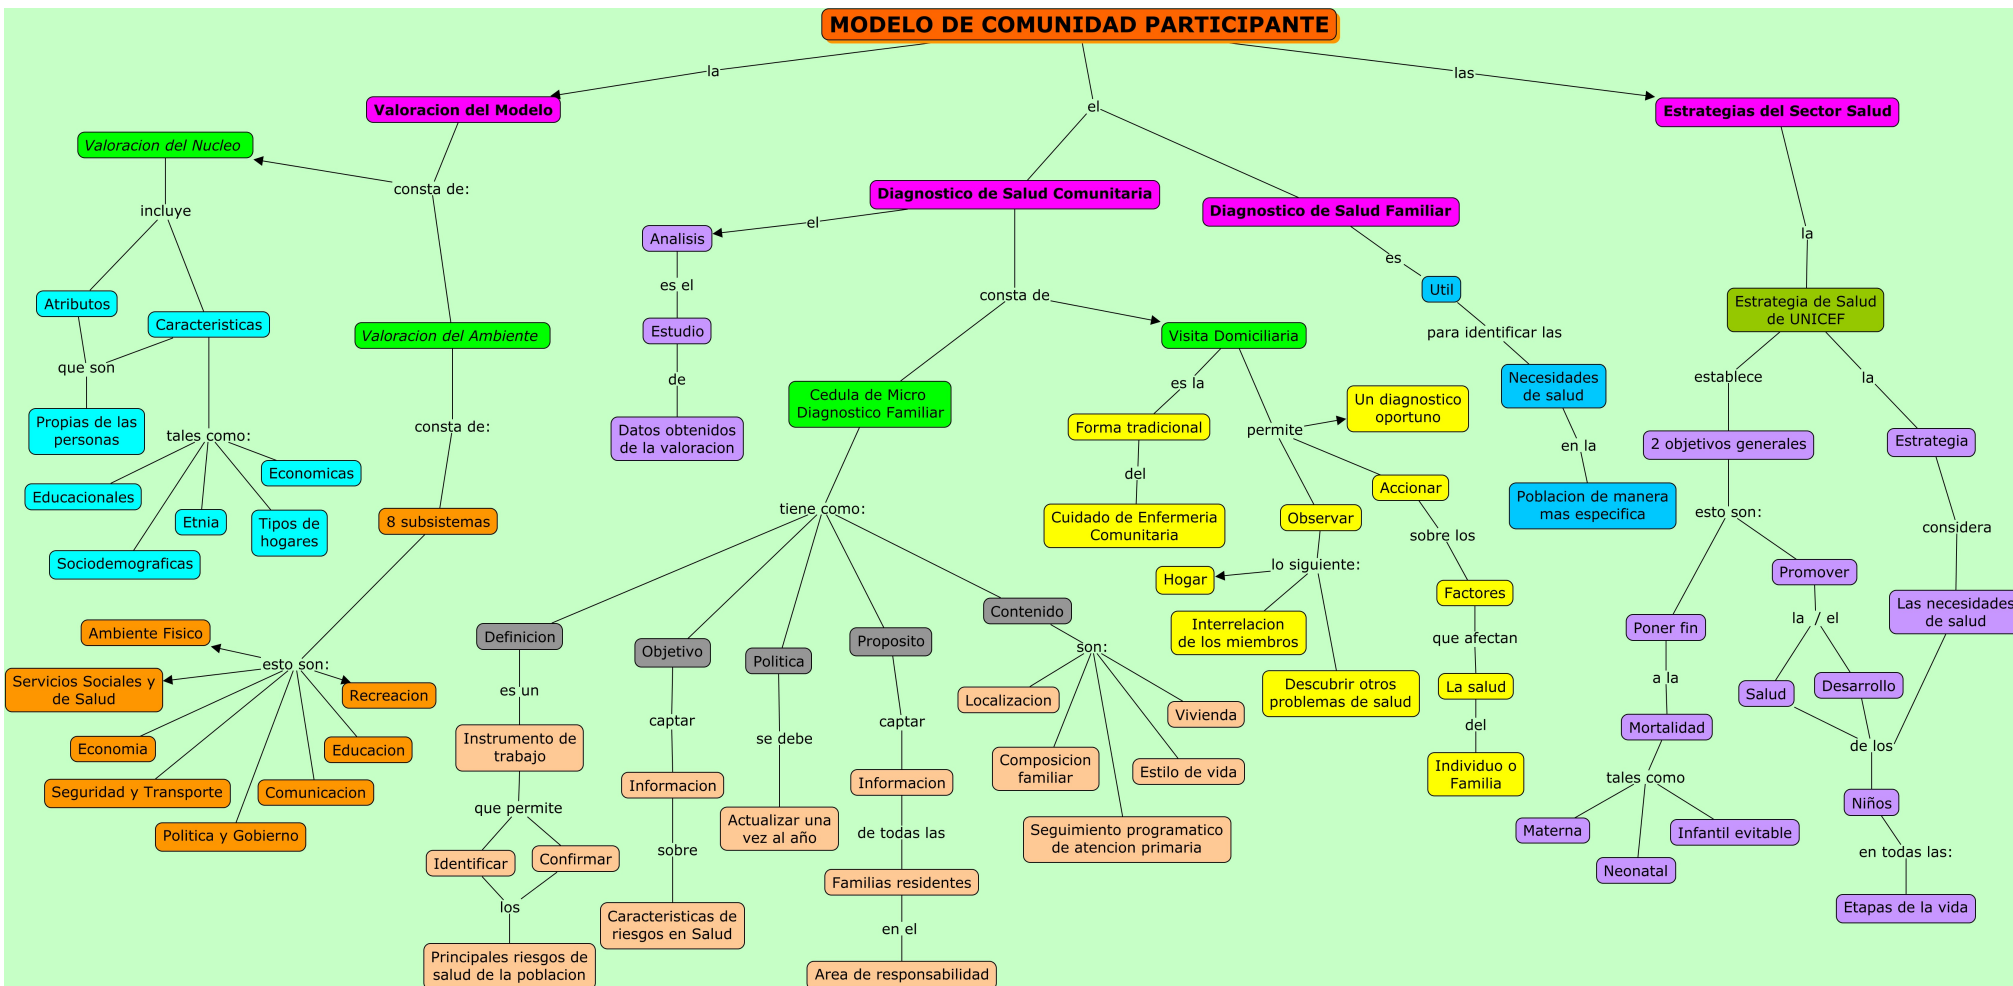 MODELO DE COMUNIDAD PARTICIPANTE
la
el
las
Valoracion del Modelo
Estrategias del Sector Salud
Valoracion del Nucleo
consta de:
incluye
Diagnostico de Salud Comunitaria
Diagnostico de Salud Familiar
Atributos
Caracteristicas
que son
Propias de las
personas
tales como:
Educacionales
Economicas
Etnia
Tipos de
hogares
Sociodemograficas
Valoracion del Ambiente
consta de:
8 subsistemas
esto son:
Ambiente Fisico
Servicios Sociales y
de Salud
Recreacion
Economia
Educacion
Seguridad y Transporte
Comunicacion
Politica y Gobierno
el
Analisis
es el
Estudio
de
Datos obtenidos
de la valoracion
consta de
Cedula de Micro
Diagnostico Familiar
tiene como:
Definicion
es un
Instrumento de
trabajo
que permite
Identificar
Confirmar
los
Principales riesgos de
salud de la poblacion
Objetivo
captar
Informacion
sobre
Caracteristicas de
riesgos en Salud
Politica
se debe
Actualizar una
vez al año
Proposito
captar
Informacion
de todas las
Familias residentes
en el
Area de responsabilidad
Contenido
son:
Localizacion
Vivienda
Composicion
familiar
Estilo de vida
Seguimiento programatico
de atencion primaria
Visita Domiciliaria
es la
Forma tradicional
del
Cuidado de Enfermeria
Comunitaria
permite
Un diagnostico
oportuno
Observar
lo siguiente:
Hogar
Interrelacion
de los miembros
Descubrir otros
problemas de salud
Accionar
sobre los
Factores
que afectan
La salud
del
Individuo o
Familia
es
Util
para identificar las
Necesidades
de salud
en la
Poblacion de manera
mas especifica
la
Estrategia de Salud
de UNICEF
establece
2 objetivos generales
esto son:
Poner fin
a la
Mortalidad
tales como
Materna
Neonatal
Infantil evitable
Promover
la / el
Salud
Desarrollo
de los
Niños
en todas las:
Etapas de la vida
la
Estrategia
considera
Las necesidades
de salud